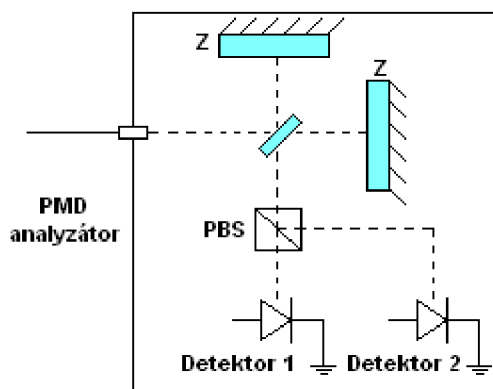 Z
Z
PMD
analyzátor
PBS
Detektor 1
Detektor 2